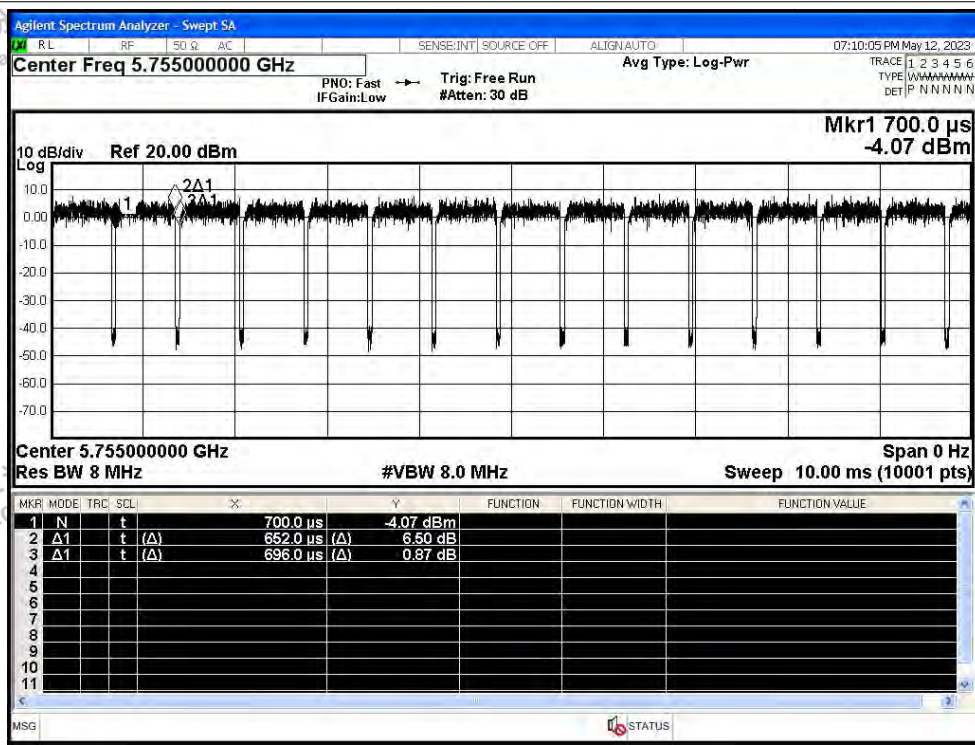 Agilent Spectrum Analyzer - Swept SA
RL RF 50 Ω AC SENSE:INT SOURCE OFF ALIGN AUTO 07:10:05 PM May 12, 2023
Center Freq 5.755000000 GHz
PNO: Fast
IFGain:Low
Trig: Free Run
#Atten: 30 dB
Avg Type: Log-Pwr
TRACE 1 2 3 4 5 6
TYPE
DET P N N N N N
Mkr1 700.0 µs
-4.07 dBm
10 dB/div Ref 20.00 dBm
Log
10.0
0.00
-10.0
-20.0
-30.0
-40.0
-50.0
-60.0
-70.0
1
2Δ1
3Δ1
Center 5.755000000 GHz Span 0 Hz
Res BW 8 MHz #VBW 8.0 MHz Sweep 10.00 ms (10001 pts)
MKR MODE TRC SCL X Y FUNCTION FUNCTION WIDTH FUNCTION VALUE
1 N t 700.0 µs -4.07 dBm
2 Δ1 t (Δ) 652.0 µs (Δ) 6.50 dB
3 Δ1 t (Δ) 696.0 µs (Δ) 0.87 dB
4
5
6
7
8
9
10
11
MSG STATUS